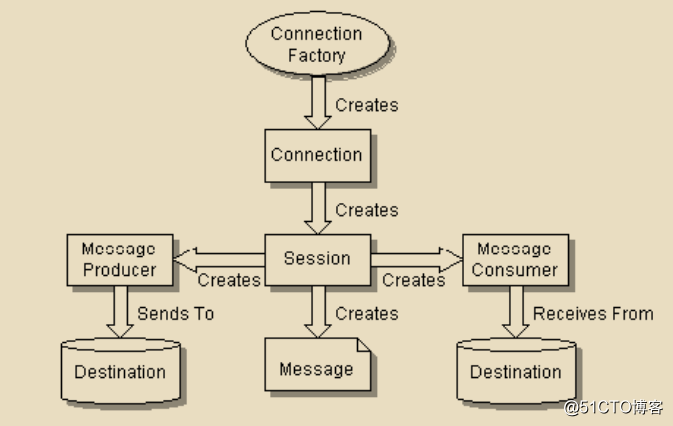 Connection
Factory
Creates
Connection
Creates
Message
Producer
Session
Message
Consumer
Creates
Creates
Sends To
Creates
Receives From
Destination
Message
Destination
@51CTO博客